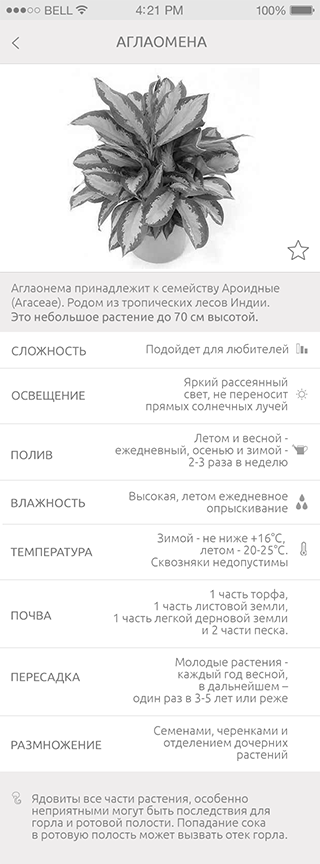 BELL 4:21 PM 100%
АГЛАОМЕНА
Аглаонема принадлежит к семейству Ароидные
(Araceae). Родом из тропических лесов Индии.
Это небольшое растение до 70 см высотой.
СЛОЖНОСТЬ
Подойдет для любителей
ОСВЕЩЕНИЕ
Яркий рассеянный
свет, не переносит
прямых солнечных лучей
ПОЛИВ
Летом и весной -
ежедневный, осенью и зимой -
2-3 раза в неделю
ВЛАЖНОСТЬ
Высокая, летом ежедневное
опрыскивание
ТЕМПЕРАТУРА
Зимой - не ниже +16°С,
летом - 20-25°С.
Сквозняки недопустимы
ПОЧВА
1 часть торфа,
1 часть листовой земли,
1 часть легкой дерновой земли
и 2 части песка.
ПЕРЕСАДКА
Молодые растения -
каждый год весной,
в дальнейшем –
один раз в 3-5 лет или реже
РАЗМНОЖЕНИЕ
Семенами, черенками и
отделением дочерних
растений
Ядовиты все части растения, особенно
неприятными могут быть последствия для
горла и ротовой полости. Попадание сока
в ротовую полость может вызвать отек горла.